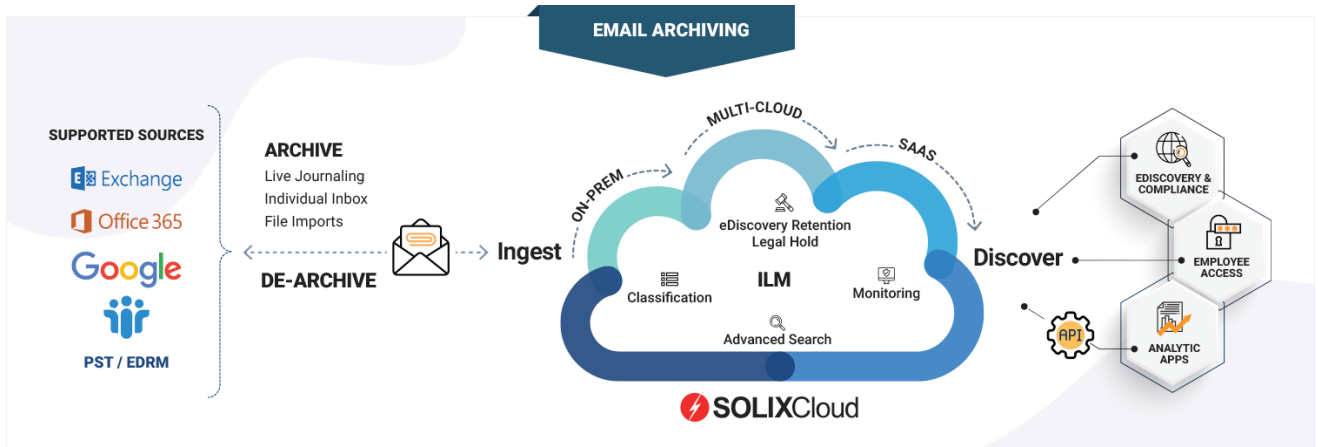 EMAIL ARCHIVING
SUPPORTED SOURCES
E Exchange
Office 365
Google
PST / EDRM
ARCHIVE
Live Journaling
Individual Inbox
File Imports
DE-ARCHIVE
Ingest
ON-PREM
MULTI-CLOUD
SAAS
eDiscovery Retention
Legal Hold
Classification
ILM
Monitoring
Advanced Search
SOLIXCloud
Discover
API
EDISCOVERY &
COMPLIANCE
EMPLOYEE
ACCESS
ANALYTIC
APPS